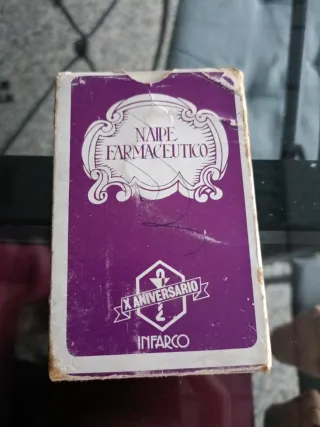 NAIPE
FARMACEUTICO
X ANIVERSARIO
INFARCO